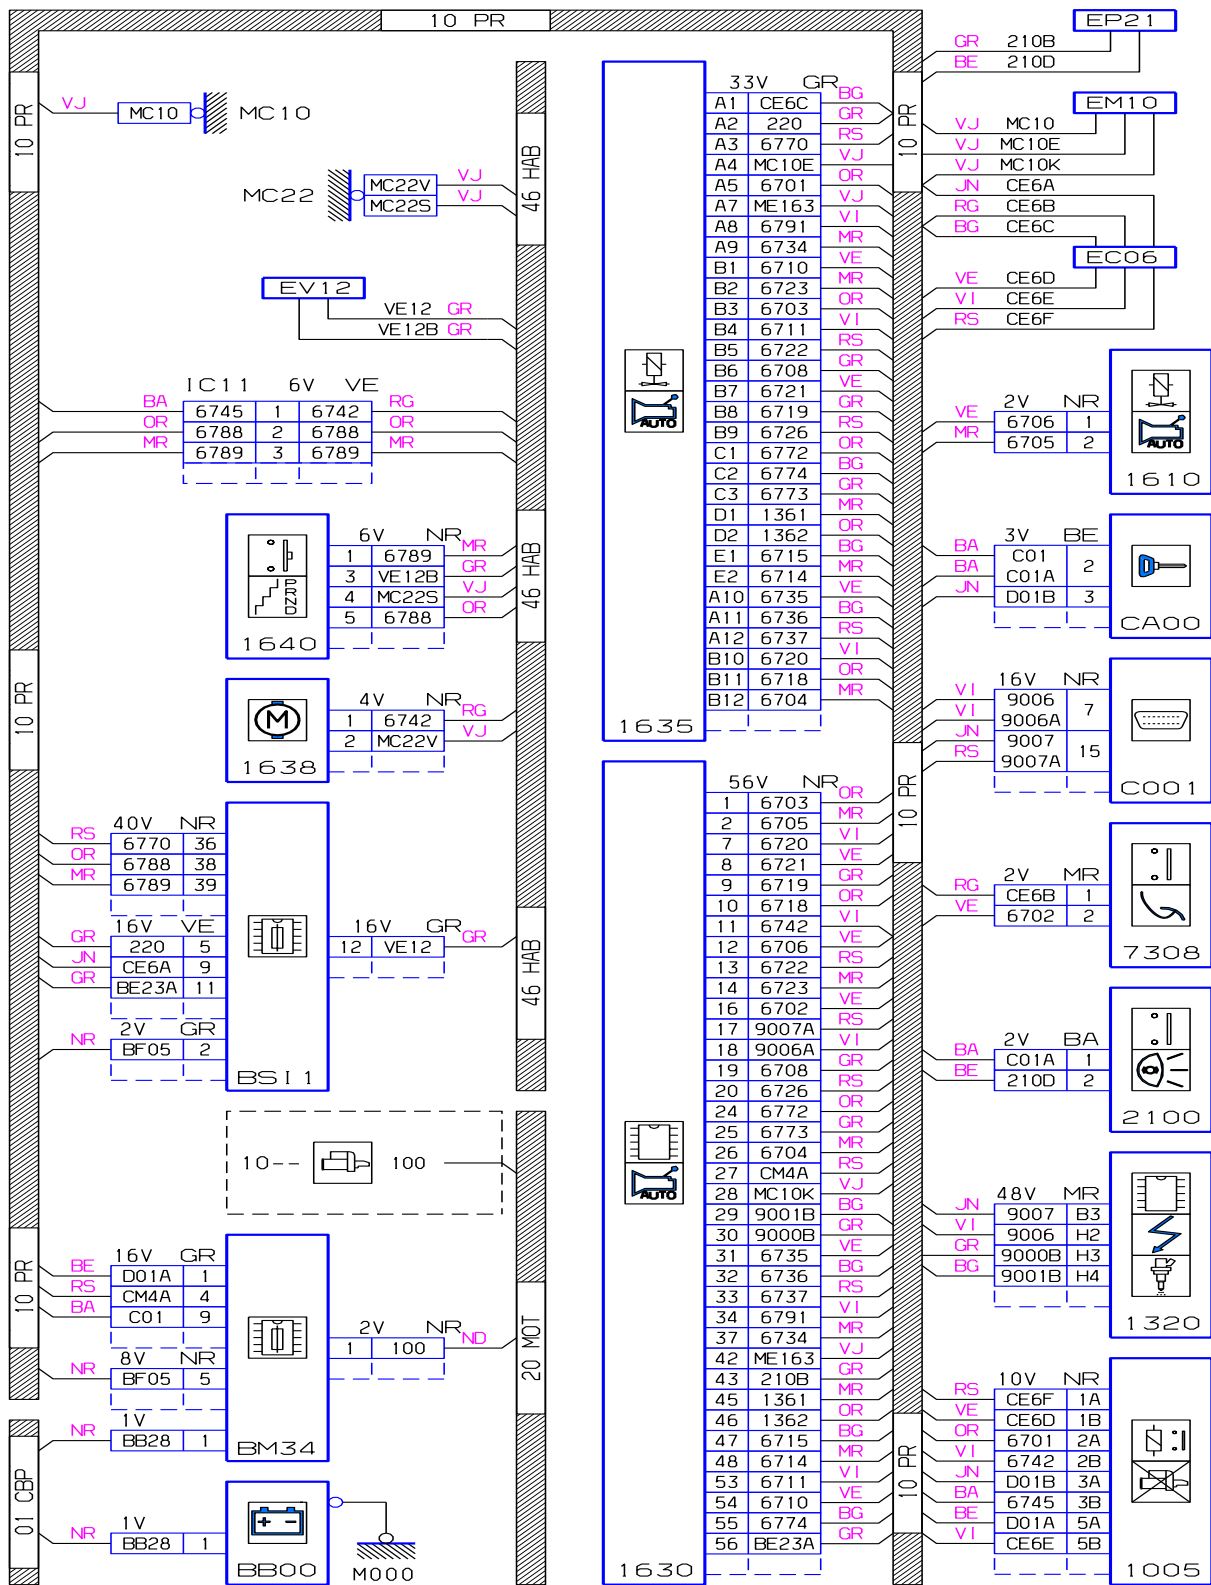 10 PR
10 PR
VJ MC10 MC10
MC22 MC22V VJ
MC22S VJ
46 HAB
EV12
VE12 GR
VE12B GR
IC11 6V VE
BA 6745 1 6742 RG
OR 6788 2 6788 OR
MR 6789 3 6789 MR
6V NR
1 6789 MR
3 VE12B GR
4 MC22S VJ
5 6788 OR
1640
46 HAB
10 PR
4V NR
1 6742 RG
2 MC22V VJ
1638
40V NR
RS 6770 36
OR 6788 38
MR 6789 39
16V VE
GR 220 5
JN CE6A 9
GR BE23A 11
2V GR
NR BF05 2
16V GR
12 VE12 GR
BSI1
46 HAB
10-- 100
10 PR
16V GR
BE D01A 1
RS CM4A 4
BA C01 9
8V NR
NR BF05 5
1V
NR BB28 1
2V NR
1 100 ND
BM34
20 MOT
01 CBP
1V
NR BB28 1
BB00
M000
33V GR
A1 CE6C BG
A2 220 GR
A3 6770 RS
A4 MC10E VJ
A5 6701 OR
A7 ME163 VJ
A8 6791 VI
A9 6734 MR
B1 6710 VE
B2 6723 MR
B3 6703 OR
B4 6711 VI
B5 6722 RS
B6 6708 GR
B7 6721 VE
B8 6719 GR
B9 6726 RS
C1 6772 OR
C2 6774 BG
C3 6773 GR
D1 1361 MR
D2 1362 OR
E1 6715 BG
E2 6714 MR
A10 6735 VE
A11 6736 BG
A12 6737 RS
B10 6720 VI
B11 6718 OR
B12 6704 MR
AUTO
1635
56V NR
1 6703 OR
2 6705 MR
7 6720 VI
8 6721 VE
9 6719 GR
10 6718 OR
11 6742 VI
12 6706 VE
13 6722 RS
14 6723 MR
16 6702 VE
17 9007A RS
18 9006A VI
19 6708 GR
20 6726 RS
24 6772 OR
25 6773 GR
26 6704 MR
27 CM4A RS
28 MC10K VJ
29 9001B BG
30 9000B GR
31 6735 VE
32 6736 BG
33 6737 RS
34 6791 VI
37 6734 MR
42 ME163 VJ
43 210B GR
45 1361 MR
46 1362 OR
47 6715 BG
48 6714 MR
53 6711 VI
54 6710 VE
55 6774 BG
56 BE23A GR
AUTO
1630
10 PR
10 PR
10 PR
EP21
GR 210B
BE 210D
EM10
VJ MC10
VJ MC10E
VJ MC10K
JN CE6A
RG CE6B
BG CE6C
EC06
VE CE6D
VI CE6E
RS CE6F
2V NR
VE 6706 1
MR 6705 2
AUTO
1610
3V BE
BA C01 2
BA C01A
JN D01B 3
CA00
16V NR
VI 9006 7
VI 9006A
JN 9007 15
RS 9007A
C001
2V MR
RG CE6B 1
VE 6702 2
7308
2V BA
BA C01A 1
BE 210D 2
2100
48V MR
JN 9007 B3
VI 9006 H2
GR 9000B H3
BG 9001B H4
1320
10V NR
RS CE6F 1A
VE CE6D 1B
OR 6701 2A
VI 6742 2B
JN D01B 3A
BA 6745 3B
BE D01A 5A
VI CE6E 5B
1005
P
R
N
D
M